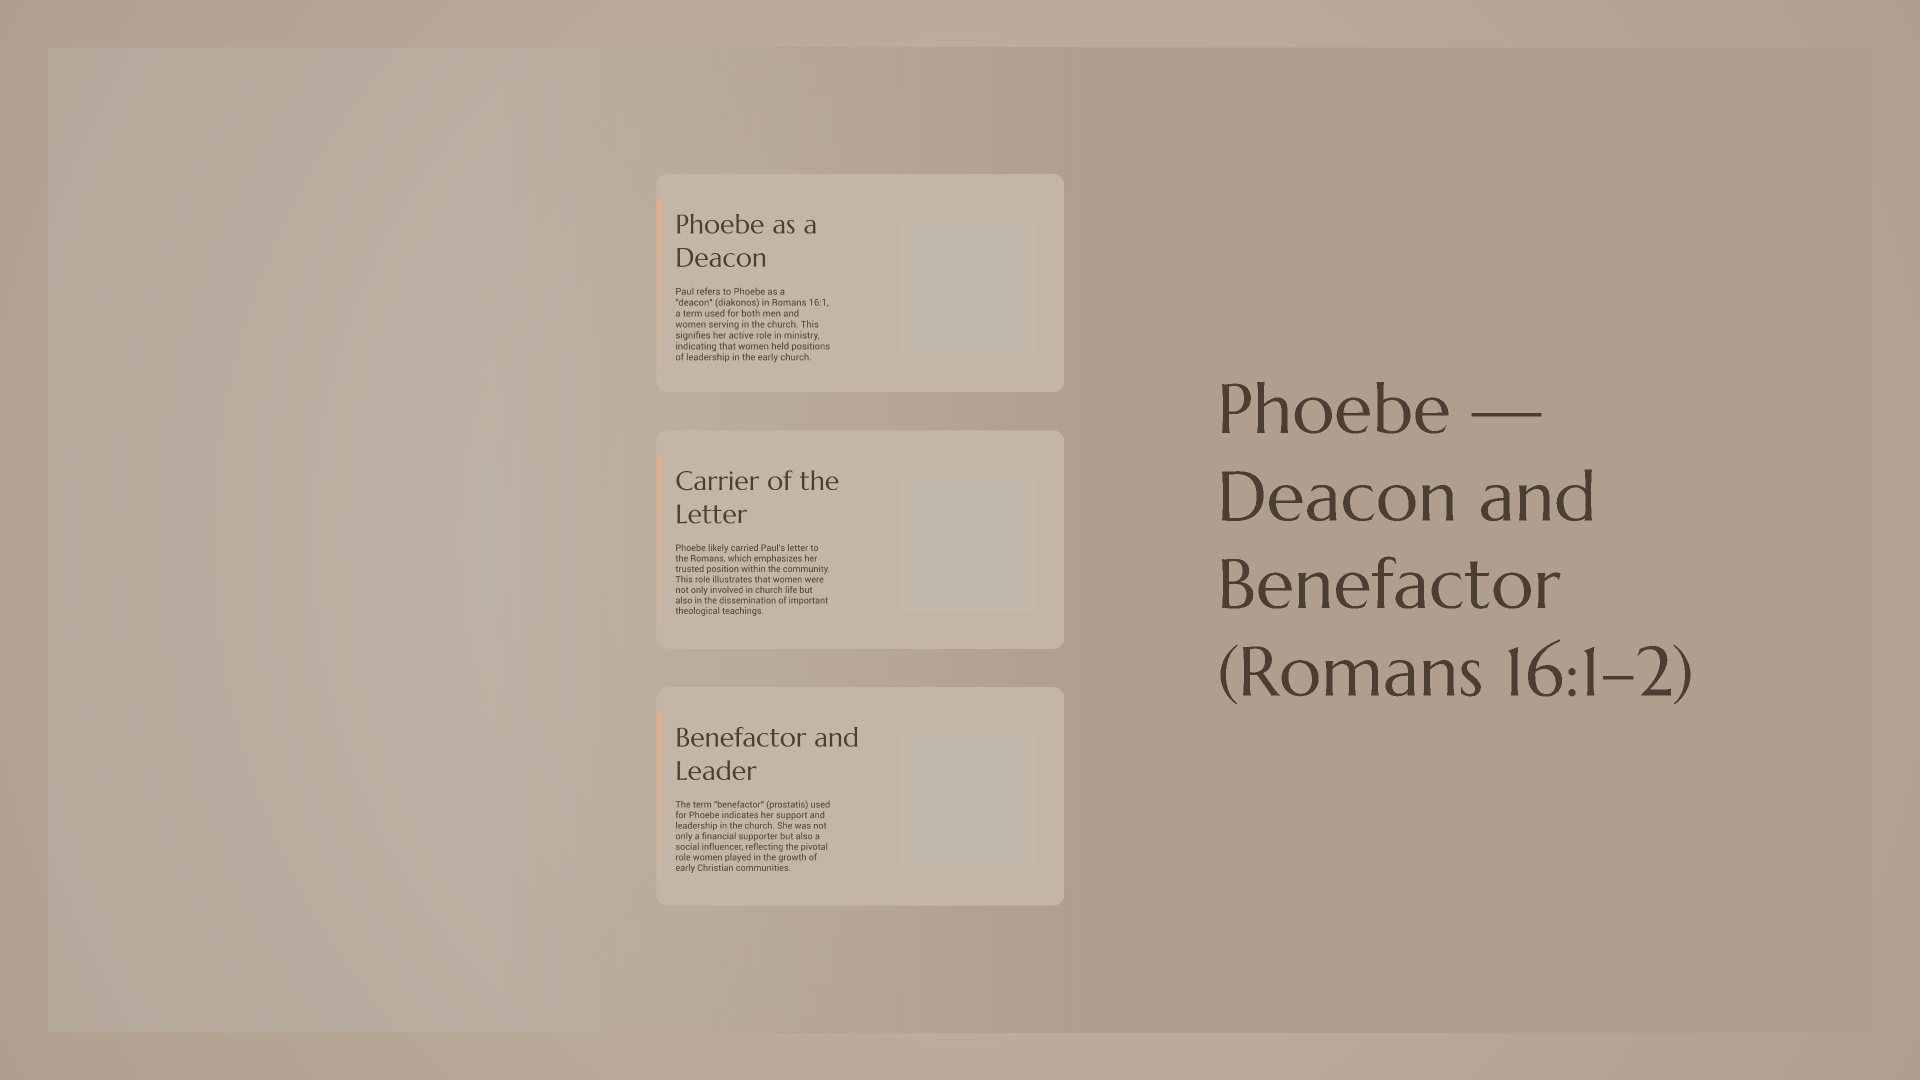 Phoebe as a
Deacon
Paul refers to Phoebe as a
"deacon" (diakonos) in Romans 16:1,
a term used for both men and
women serving in the church. This
signifies her active role in ministry,
indicating that women held positions
of leadership in the early church.
Carrier of the
Letter
Phoebe likely carried Paul's letter to
the Romans, which emphasizes her
trusted position within the community.
This role illustrates that women were
not only involved in church life but
also in the dissemination of important
theological teachings.
Benefactor and
Leader
The term "benefactor" (prostatis) used
for Phoebe indicates her support and
leadership in the church. She was not
only a financial supporter but also a
social influencer, reflecting the pivotal
role women played in the growth of
early Christian communities.
Phoebe —
Deacon and
Benefactor
(Romans 16:1–2)